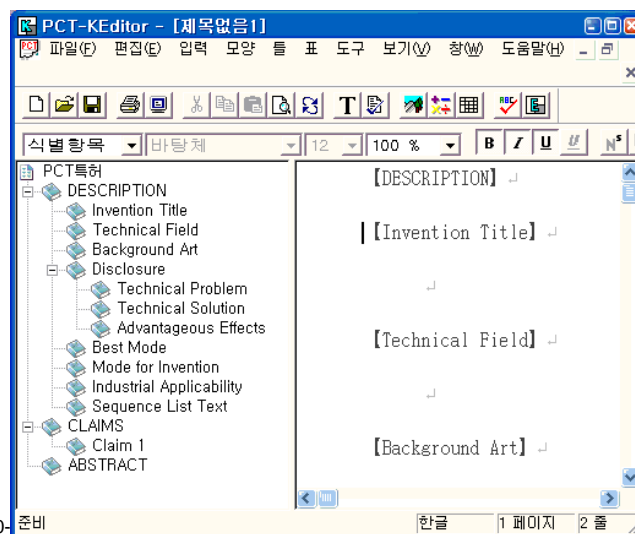 PCT-KEditor - [제목없음1]
파일(F) 편집(E) 입력 모양 틀 표 도구 보기(V) 창(W) 도움말(H)
식별항목 바탕체 12 100 % B I U N s
PCT특허
DESCRIPTION
Invention Title
Technical Field
Background Art
Disclosure
Technical Problem
Technical Solution
Advantageous Effects
Best Mode
Mode for Invention
Industrial Applicability
Sequence List Text
CLAIMS
Claim 1
ABSTRACT
【DESCRIPTION】
【Invention Title】
【Technical Field】
【Background Art】
준비 한글 1 페이지 2 줄